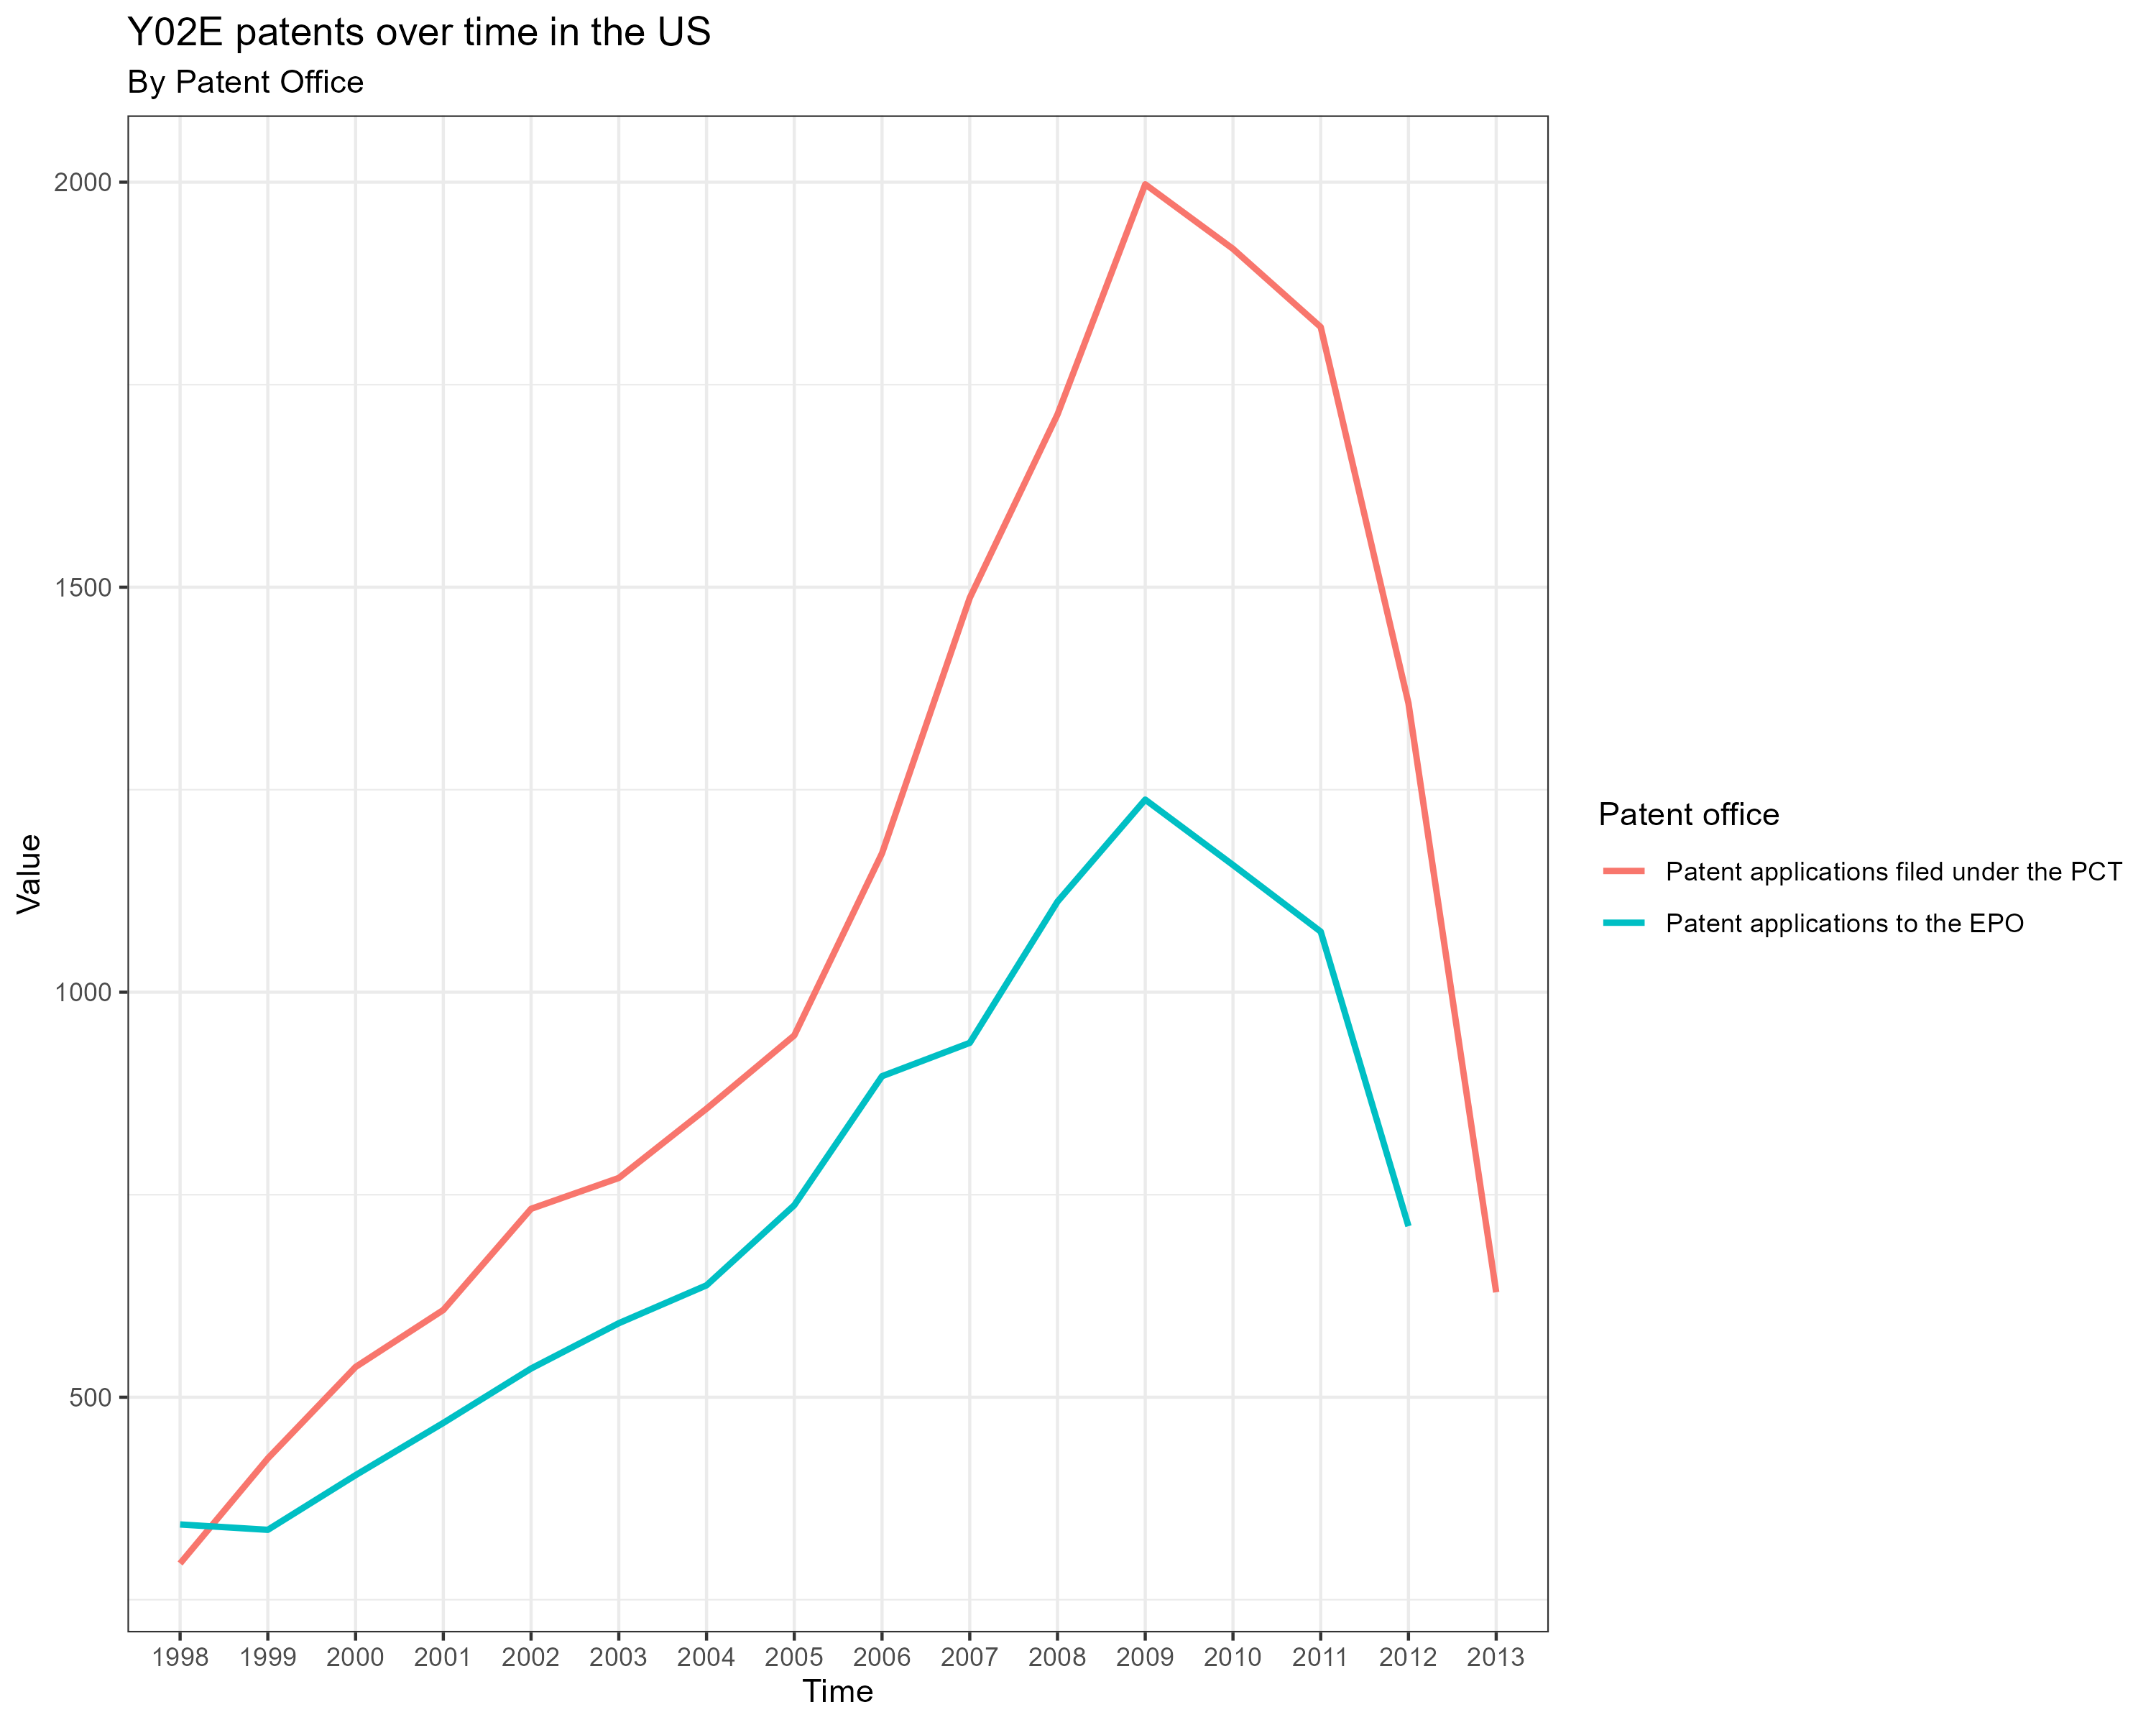 Y02E patents over time in the US
By Patent Office
2000
1500
1000
500
Value
1998 1999 2000 2001 2002 2003 2004 2005 2006 2007 2008 2009 2010 2011 2012 2013
Time
Patent office
Patent applications filed under the PCT
Patent applications to the EPO